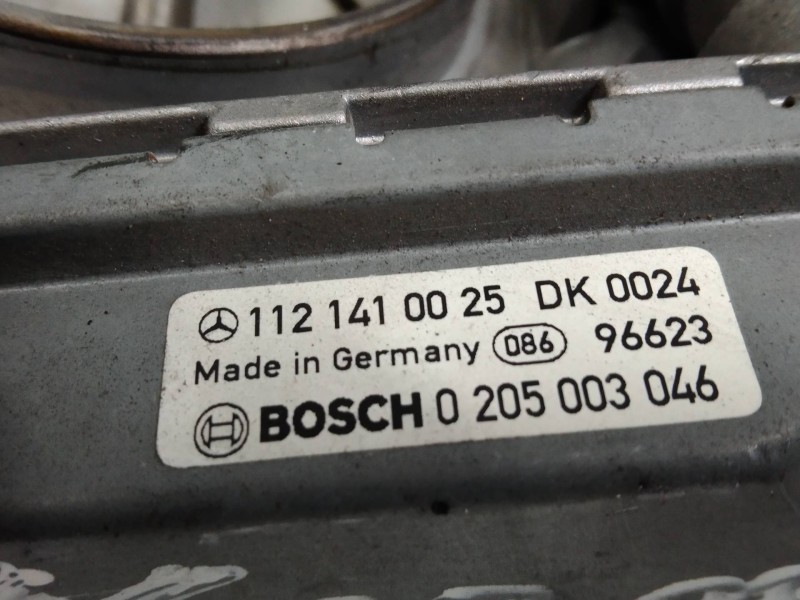 112 141 00 25 DK 0024
Made in Germany 086 96623
BOSCH 0 205 003 046